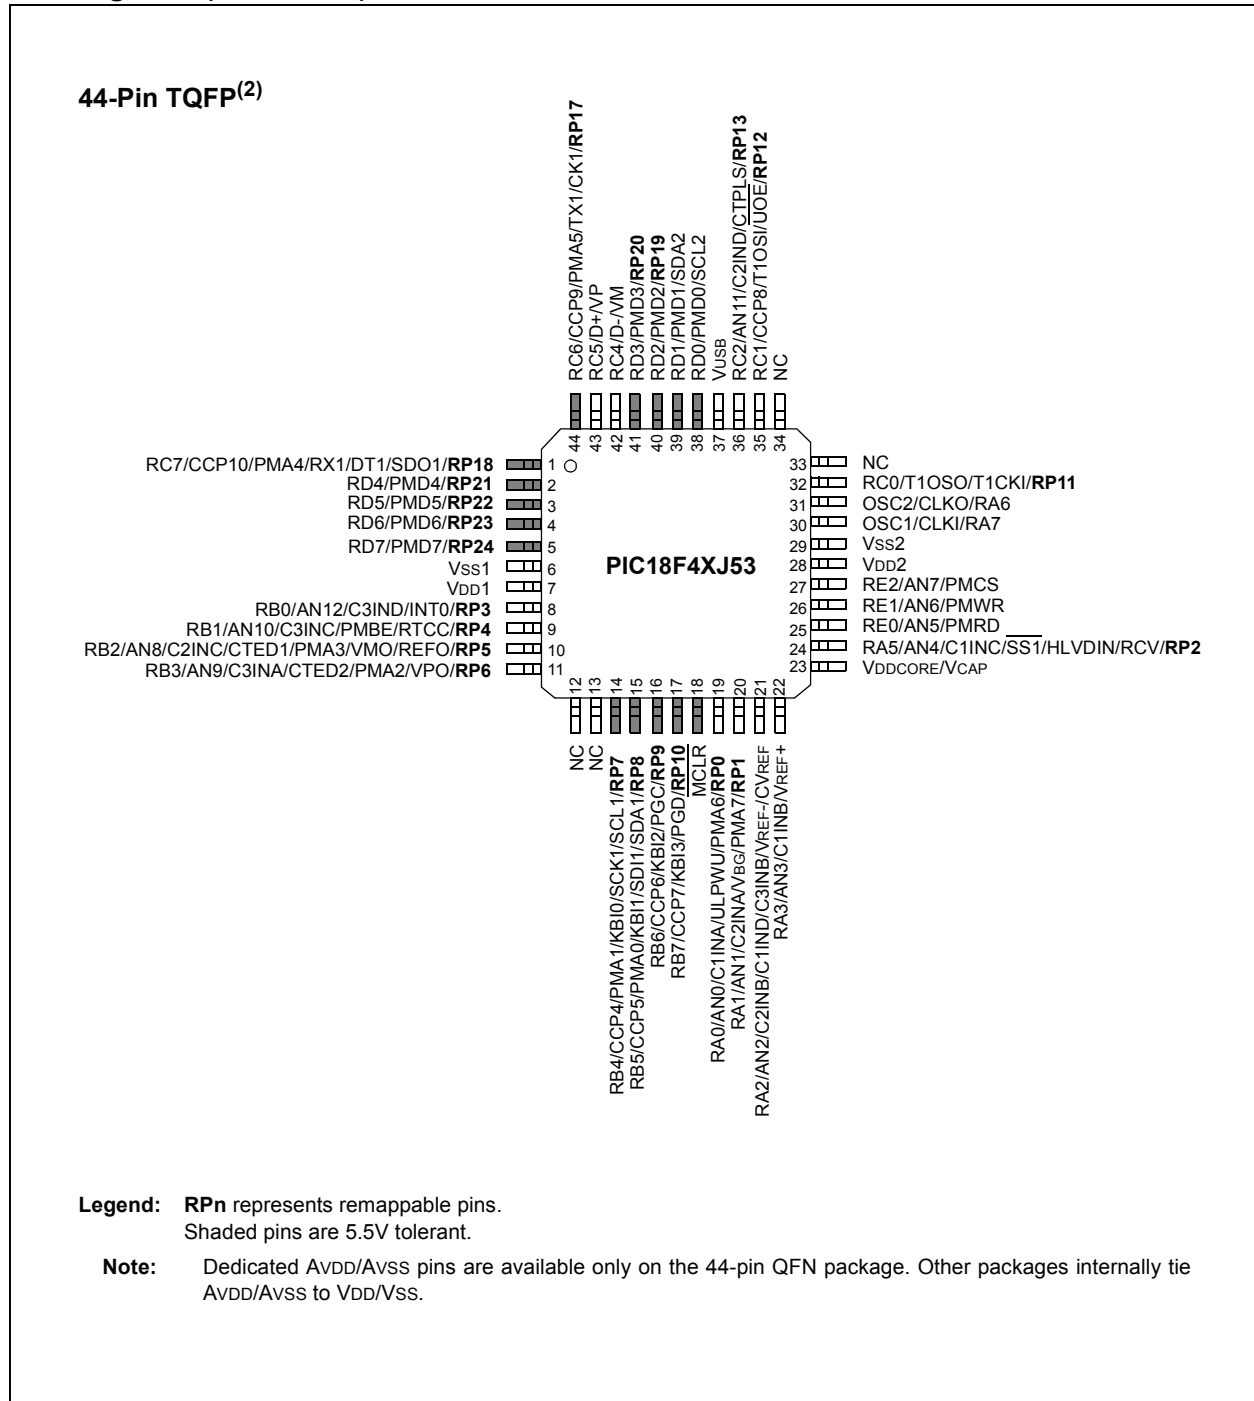 44-Pin TQFP(2)
RC6/CCP9/PMA5/TX1/CK1/RP17
RC5/D+/VP
RC4/D-/VM
RD3/PMD3/RP20
RD2/PMD2/RP19
RD1/PMD1/SDA2
RD0/PMD0/SCL2
VUSB
RC2/AN11/C2IND/CTPLS/RP13
RC1/CCP8/T1OSI/UOE/RP12
NC
44 43 42 41 40 39 38 37 36 35 34
RC7/CCP10/PMA4/RX1/DT1/SDO1/RP18 1
RD4/PMD4/RP21 2
RD5/PMD5/RP22 3
RD6/PMD6/RP23 4
RD7/PMD7/RP24 5
VSS1 6
VDD1 7
RB0/AN12/C3IND/INT0/RP3 8
RB1/AN10/C3INC/PMBE/RTCC/RP4 9
RB2/AN8/C2INC/CTED1/PMA3/VMO/REFO/RP5 10
RB3/AN9/C3INA/CTED2/PMA2/VPO/RP6 11
PIC18F4XJ53
33 NC
32 RC0/T1OSO/T1CKI/RP11
31 OSC2/CLKO/RA6
30 OSC1/CLKI/RA7
29 VSS2
28 VDD2
27 RE2/AN7/PMCS
26 RE1/AN6/PMWR
25 RE0/AN5/PMRD
24 RA5/AN4/C1INC/SS1/HLVDIN/RCV/RP2
23 VDDCORE/VCAP
12 13 14 15 16 17 18 19 20 21 22
NC
NC
RB4/CCP4/PMA1/KBI0/SCK1/SCL1/RP7
RB5/CCP5/PMA0/KBI1/SDI1/SDA1/RP8
RB6/CCP6/KBI2/PGC/RP9
RB7/CCP7/KBI3/PGD/RP10
MCLR
RA0/AN0/C1INA/ULPWU/PMA6/RP0
RA1/AN1/C2INA/VBG/PMA7/RP1
RA2/AN2/C2INB/C1IND/C3INB/VREF-/CVREF
RA3/AN3/C1INB/VREF+
Legend: RPn represents remappable pins.
Shaded pins are 5.5V tolerant.
Note: Dedicated AVDD/AVSS pins are available only on the 44-pin QFN package. Other packages internally tie
AVDD/AVSS to VDD/VSS.